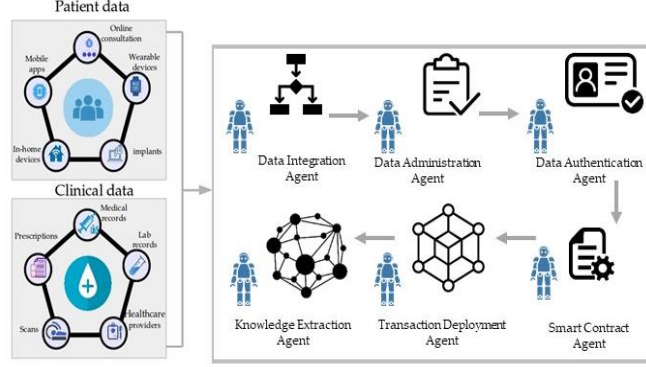 Patient data
Online
consultation
Mobile
apps
Wearable
devices
In-home
devices
implants
Clinical data
Medical
records
Prescriptions
Lab
records
Scans
Healthcare
providers
Data Integration
Agent
Data Administration
Agent
Data Authentication
Agent
Knowledge Extraction
Agent
Transaction Deployment
Agent
Smart Contract
Agent